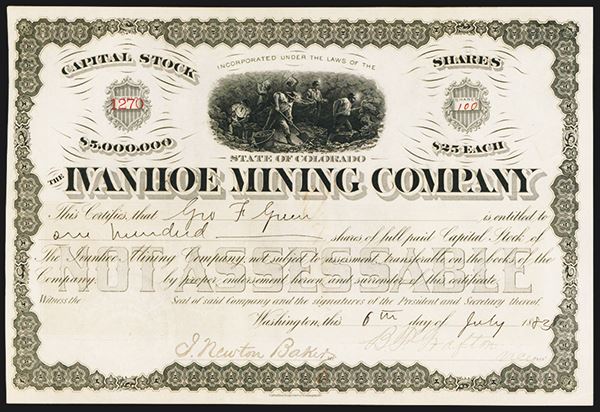 CAPITAL STOCK
1270
$5,000,000
INCORPORATED UNDER THE LAWS OF THE
STATE OF COLORADO
SHARES
SHARES
100
$25 EACH
THE IVANHOE MINING COMPANY
This Certifies, that Geo F Green is entitled to
one hundred shares of full paid Capital Stock of
NOT ASSESSABLE
The Ivanhoe Mining Company, not subject to assessment, transferable, on the books of the
Company, by proper endorsement hereon and surrender of this certificate.
Witness the Seal of said Company and the signatures of the President and Secretary thereof.
Washington, this 6th day of July 1883
J. Newton Baker